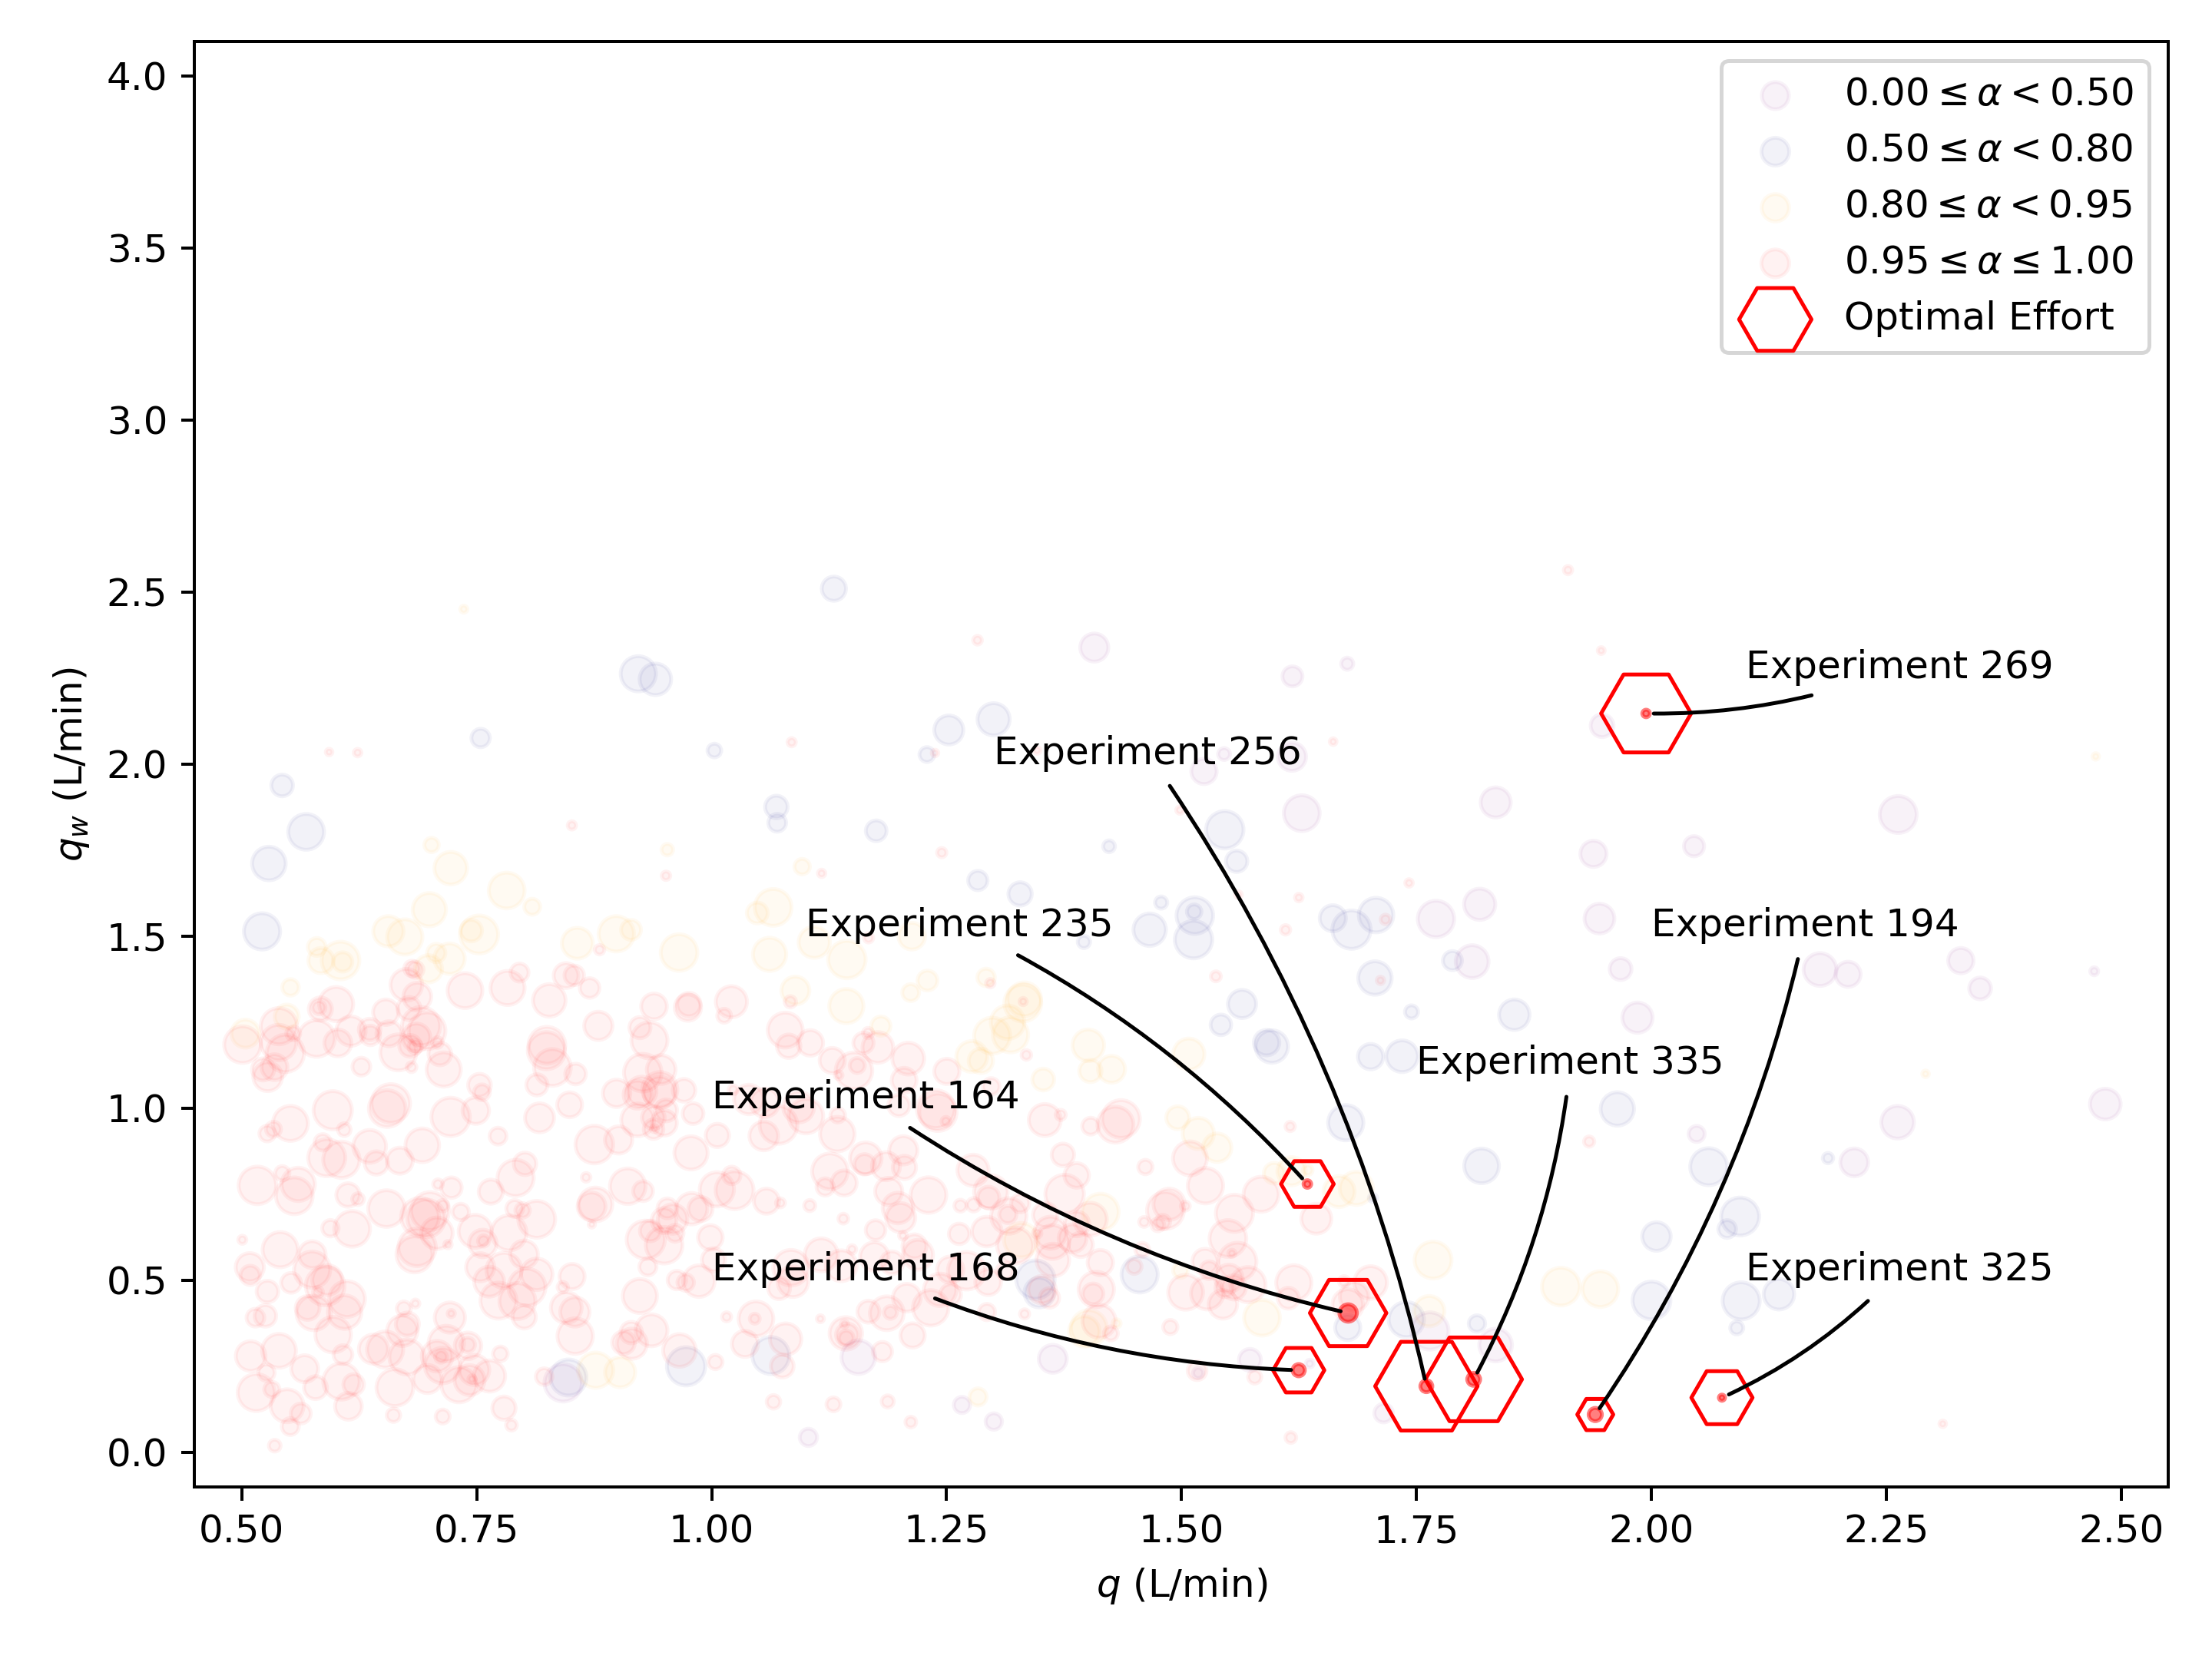 4.0
3.5
3.0
2.5
2.0
1.5
1.0
0.5
0.0
q_w (L/min)
0.00 ≤ α < 0.50
0.50 ≤ α < 0.80
0.80 ≤ α < 0.95
0.95 ≤ α ≤ 1.00
Optimal Effort
Experiment 269
Experiment 256
Experiment 235
Experiment 194
Experiment 335
Experiment 164
Experiment 168
Experiment 325
0.50 0.75 1.00 1.25 1.50 1.75 2.00 2.25 2.50
q (L/min)